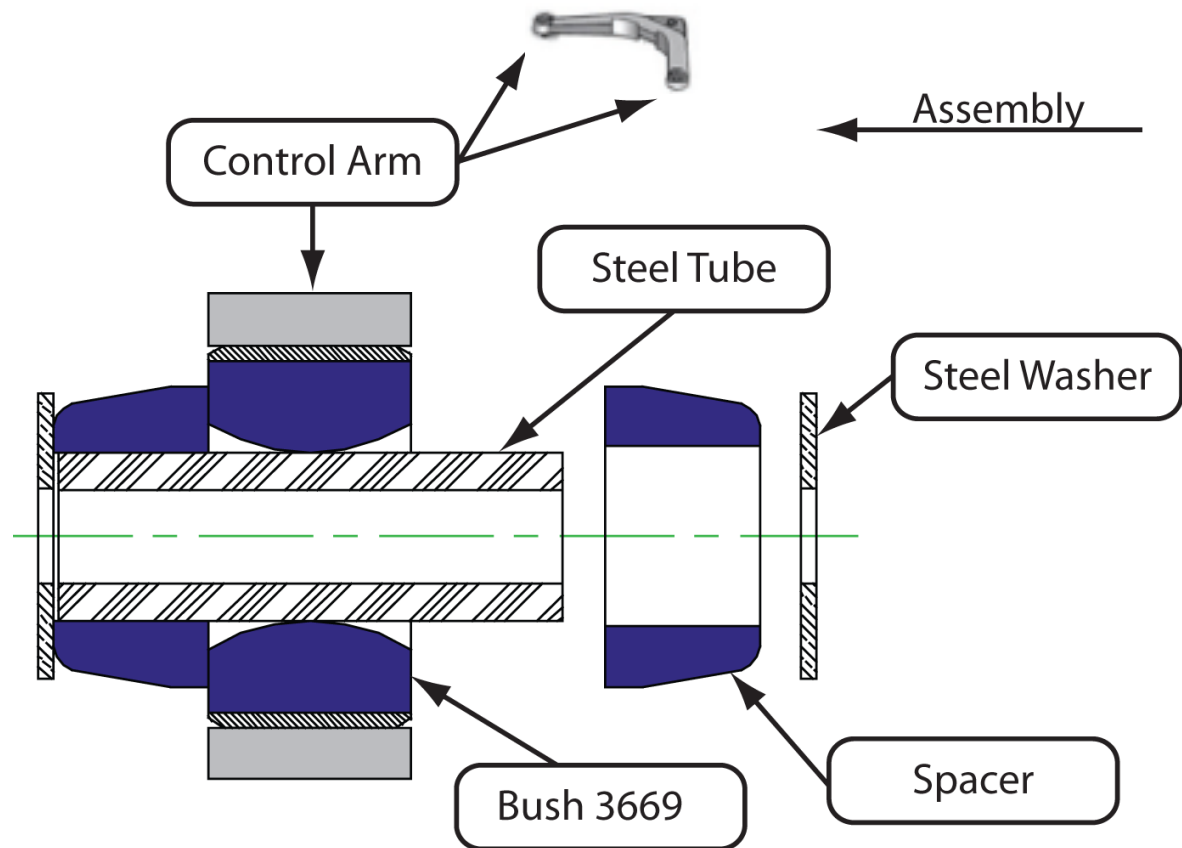 Assembly
Control Arm
Steel Tube
Steel Washer
Bush 3669
Spacer